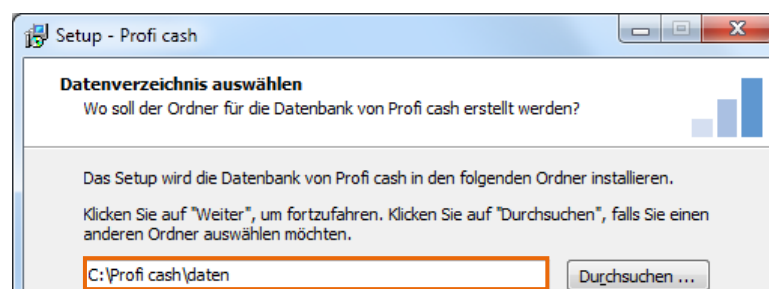 Setup - Profi cash
Datenverzeichnis auswählen
Wo soll der Ordner für die Datenbank von Profi cash erstellt werden?
Das Setup wird die Datenbank von Profi cash in den folgenden Ordner installieren.
Klicken Sie auf "Weiter", um fortzufahren. Klicken Sie auf "Durchsuchen", falls Sie einen
anderen Ordner auswählen möchten.
C:\Profi cash\daten
Durchsuchen ...